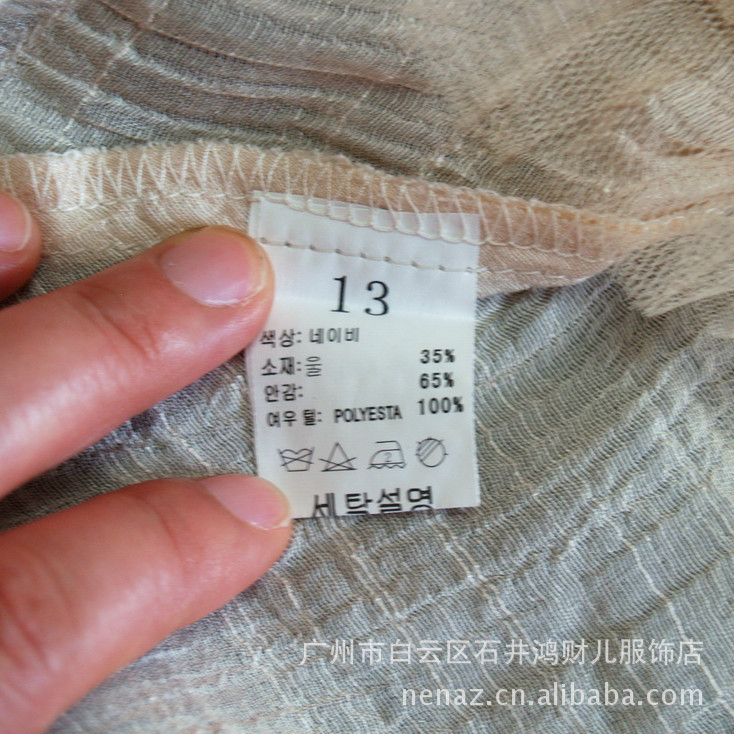 13
색상: 네이비
소재:울 35%
안감: 65%
여우 털: POLYESTA 100%
2
세탁설명
广州市白云区石井鸿财儿服饰店
nenaz.cn.alibaba.com